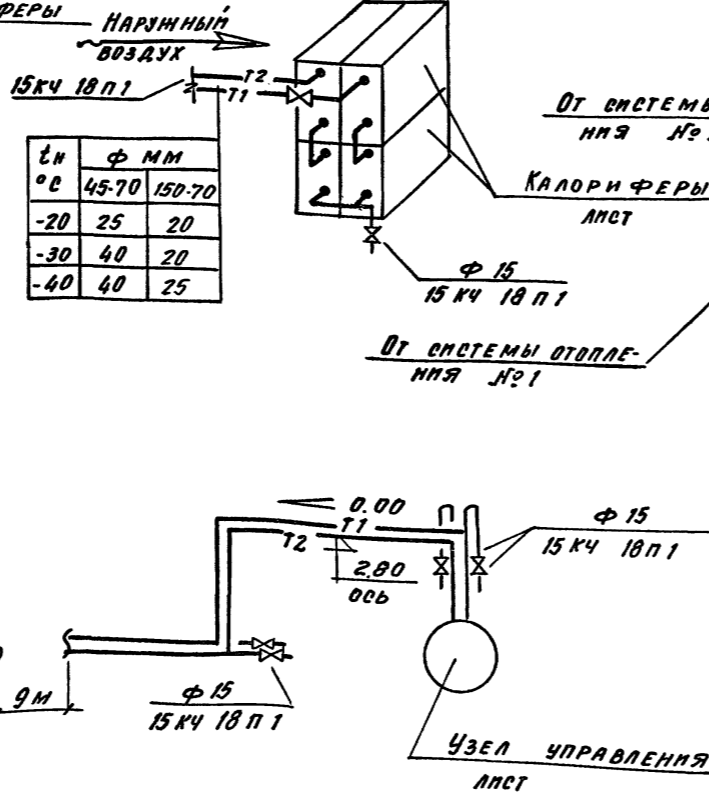 ФЕРЫ
НАРУЖНЫЙ
ВОЗДУХ
15КЧ 18П1
Т2
Т1
tн ф мм
°С 45-70 150-70
-20 25 20
-30 40 20
-40 40 25
ОТ СИСТЕМЫ
НИЯ №
КАЛОРИФЕРЫ
ЛИСТ
Ф 15
15 КЧ 18 П 1
ОТ СИСТЕМЫ ОТОПЛЕ-
НИЯ №1
0.00
Т1
Т2
2.80
ОСЬ
Ф 15
15 КЧ 18П1
9М
Ф 15
15 КЧ 18 П 1
УЗЕЛ УПРАВЛЕНИЯ
ЛИСТ